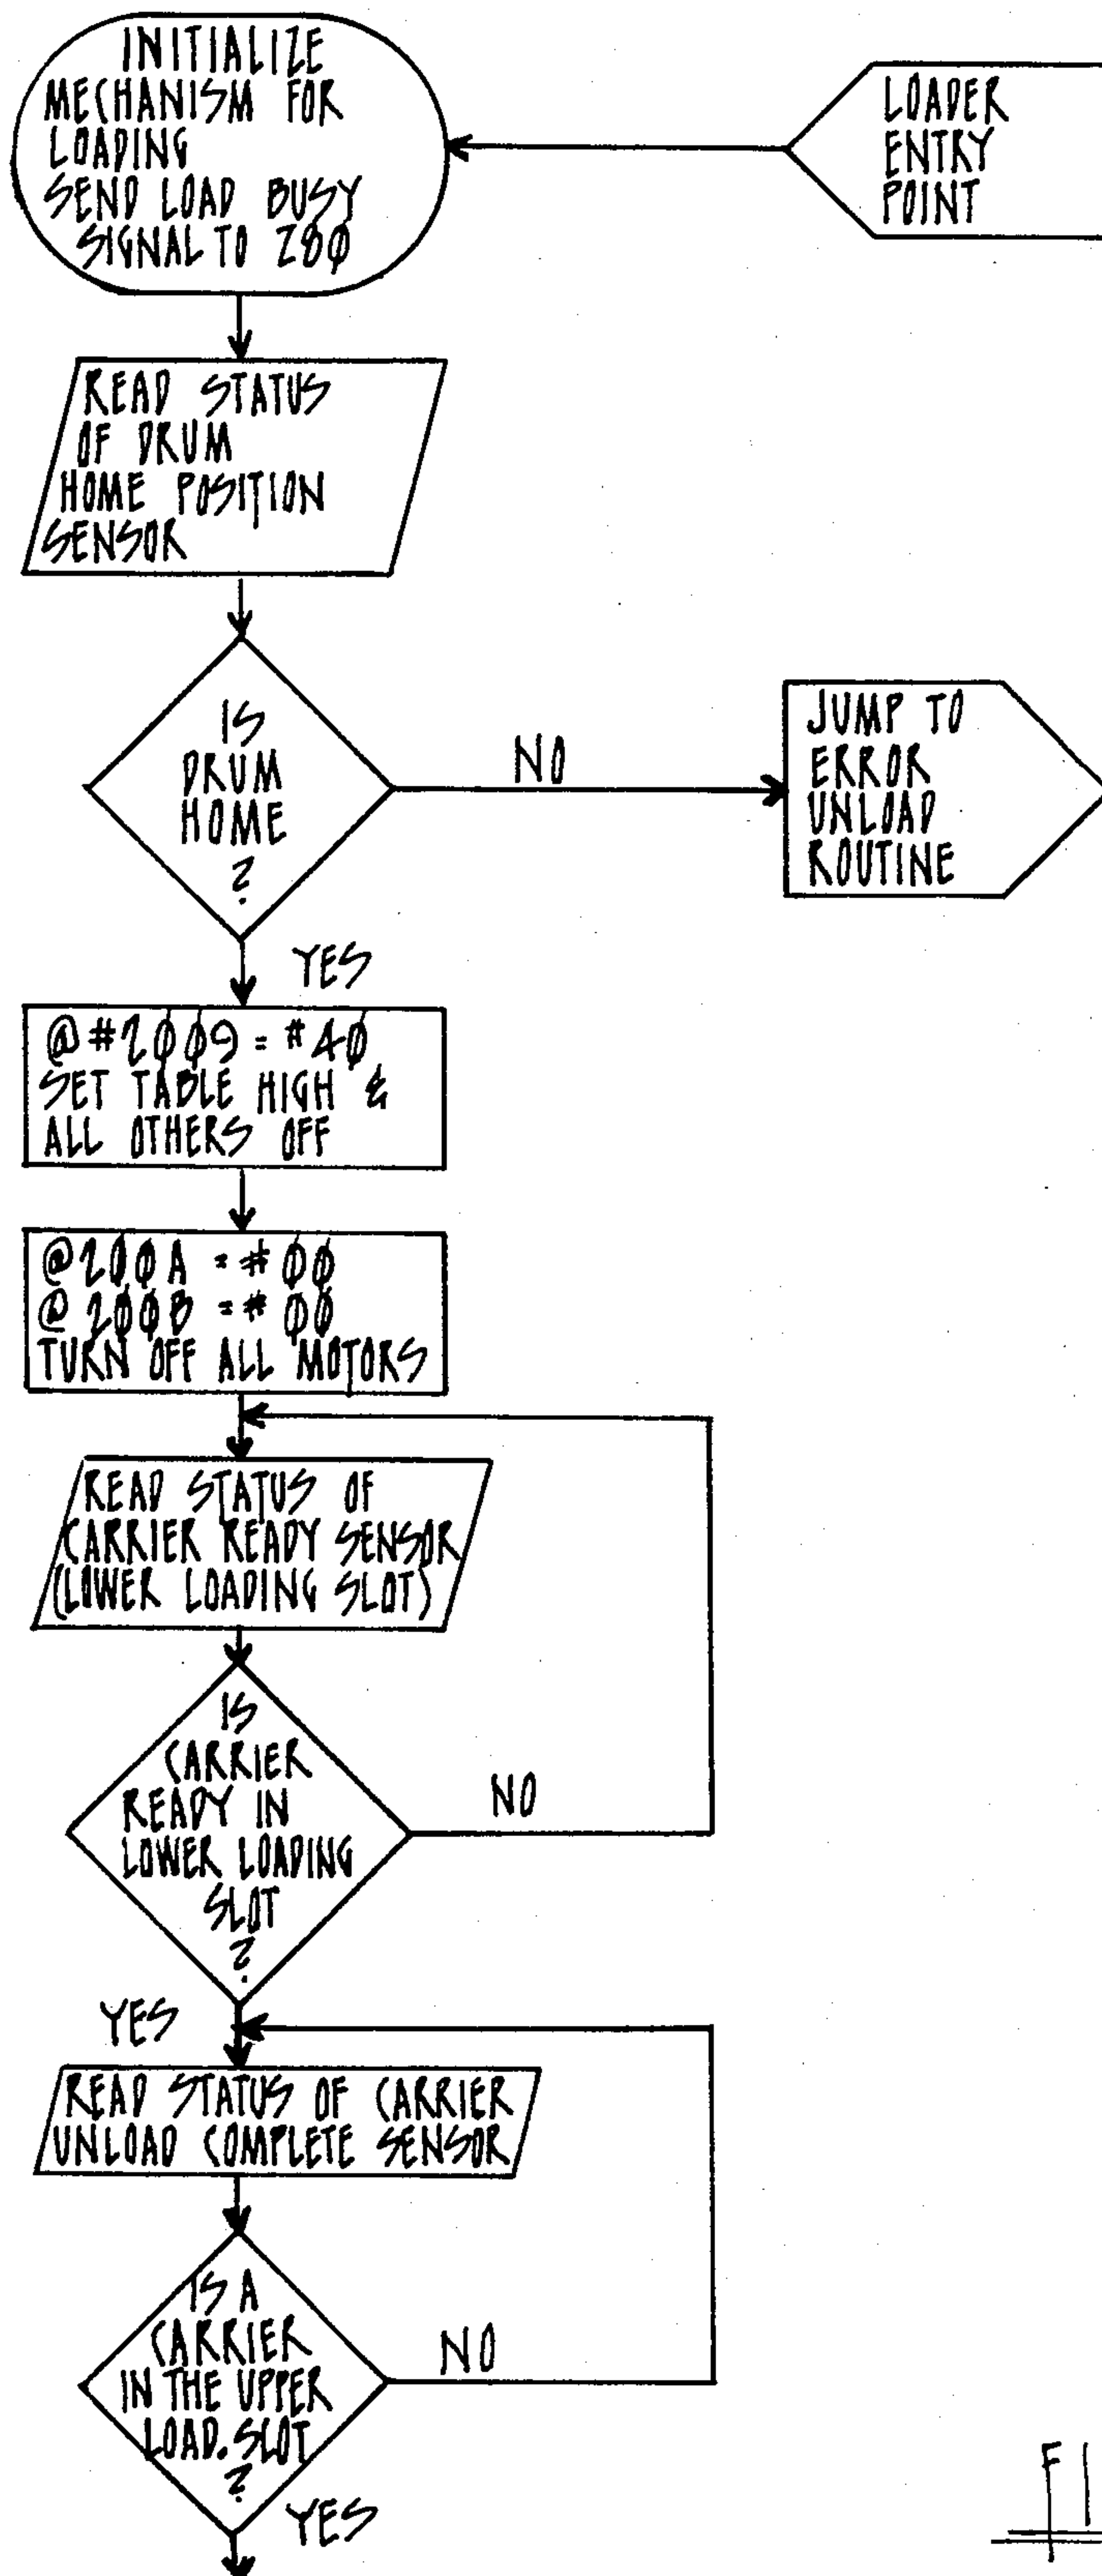 INITIALIZE
MECHANISM FOR
LOADING
SEND LOAD BUSY
SIGNAL TO Z80
LOADER
ENTRY
POINT
READ STATUS
OF DRUM
HOME POSITION
SENSOR
IS
DRUM
HOME
?
NO
JUMP TO
ERROR
UNLOAD
ROUTINE
YES
@#2009 = #40
SET TABLE HIGH &
ALL OTHERS OFF
@200A = #00
@200B = #00
TURN OFF ALL MOTORS
READ STATUS OF
CARRIER READY SENSOR
(LOWER LOADING SLOT)
IS
CARRIER
READY IN
LOWER LOADING
SLOT
?
NO
YES
READ STATUS OF CARRIER
UNLOAD COMPLETE SENSOR
IS A
CARRIER
IN THE UPPER
LOAD. SLOT
?
NO
YES